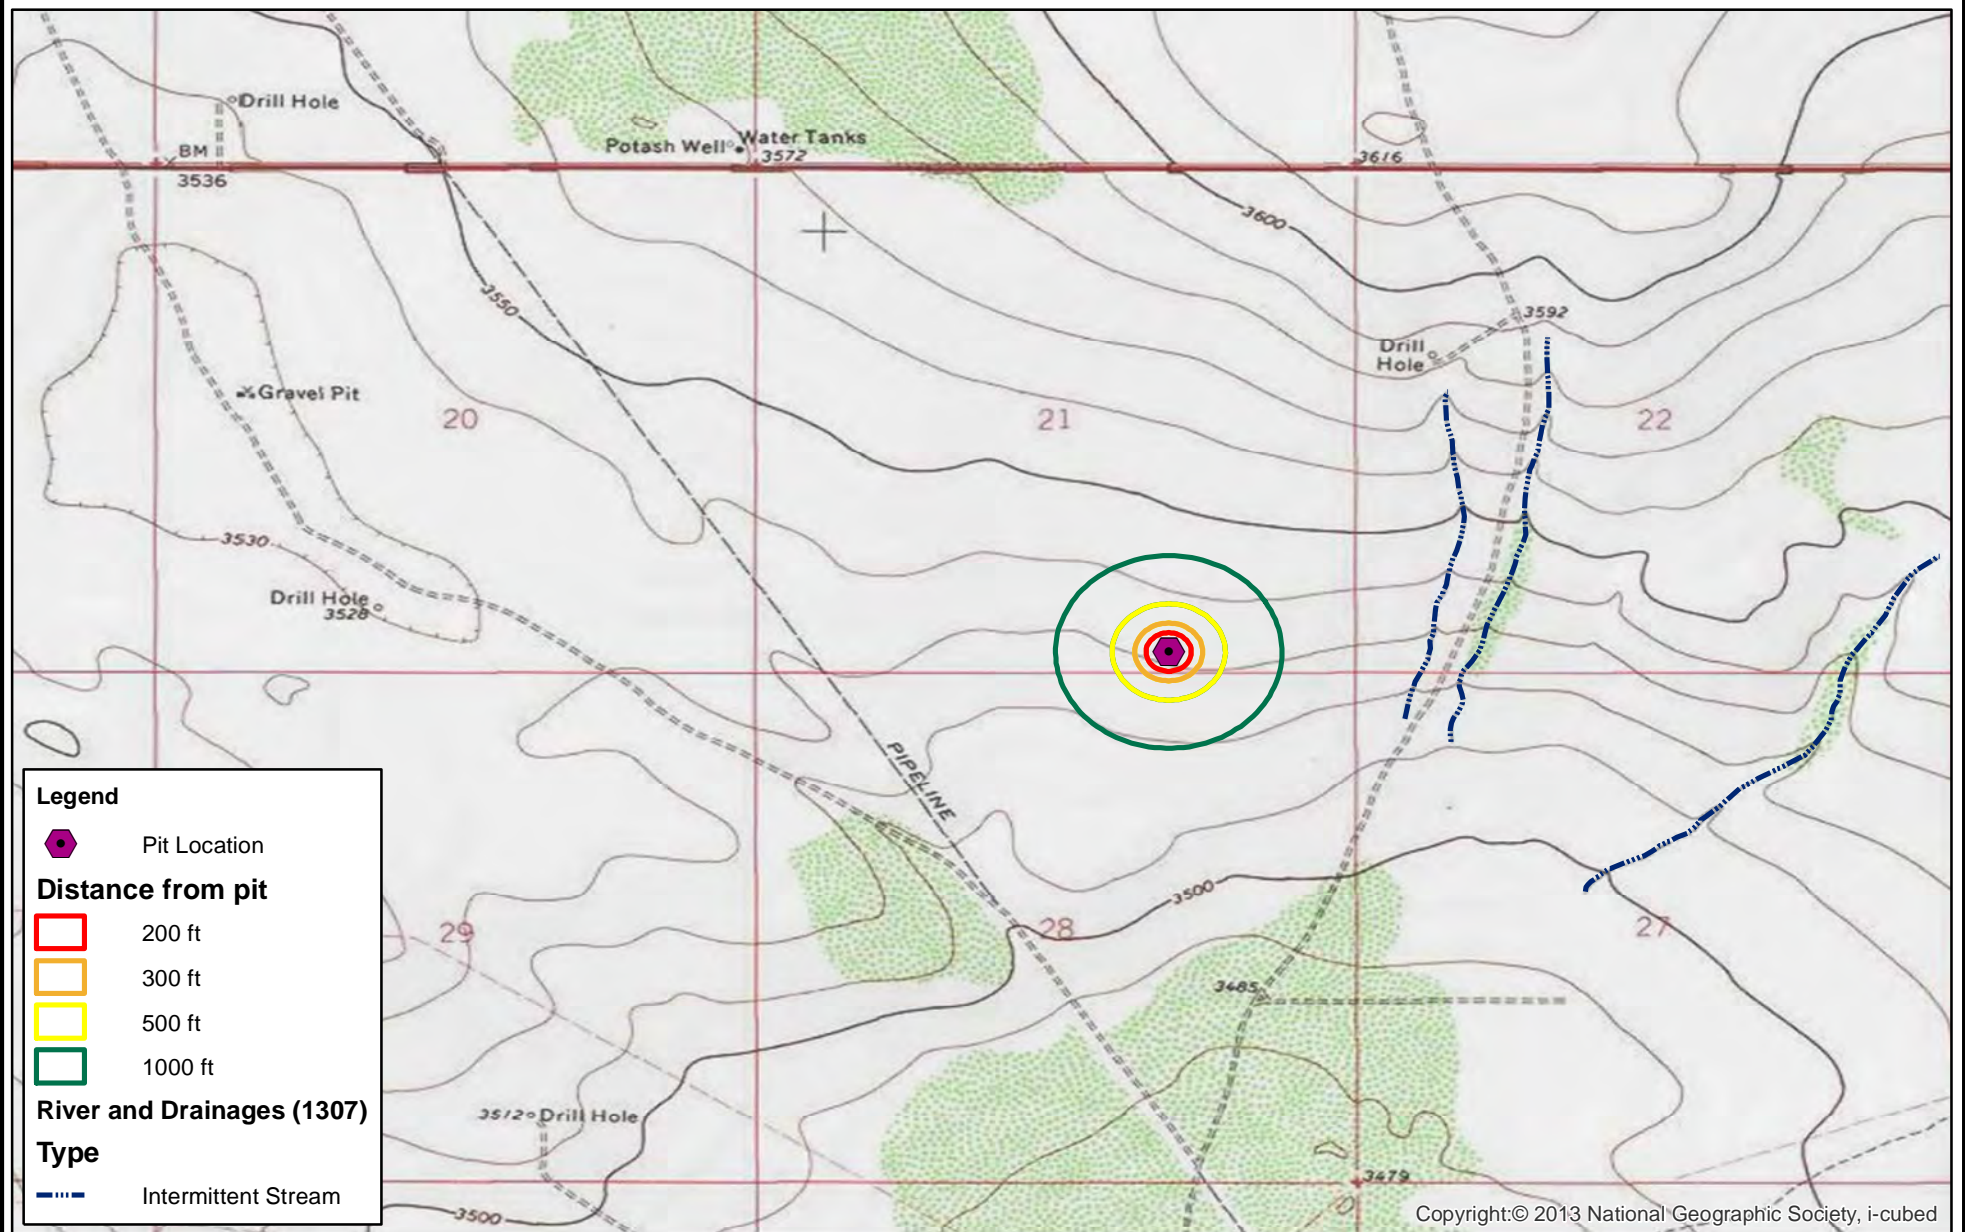 Drill Hole
BM
3536
Potash Well
Water Tanks
3572
3616
3600
3550
3592
Drill
Hole
Gravel Pit
20
21
22
3530
Drill Hole
3528
PIPELINE
3500
29
28
27
3485
3512 Drill Hole
3479
3500
Legend
Pit Location
Distance from pit
200 ft
300 ft
500 ft
1000 ft
River and Drainages (1307)
Type
Intermittent Stream
Copyright:© 2013 National Geographic Society, i-cubed